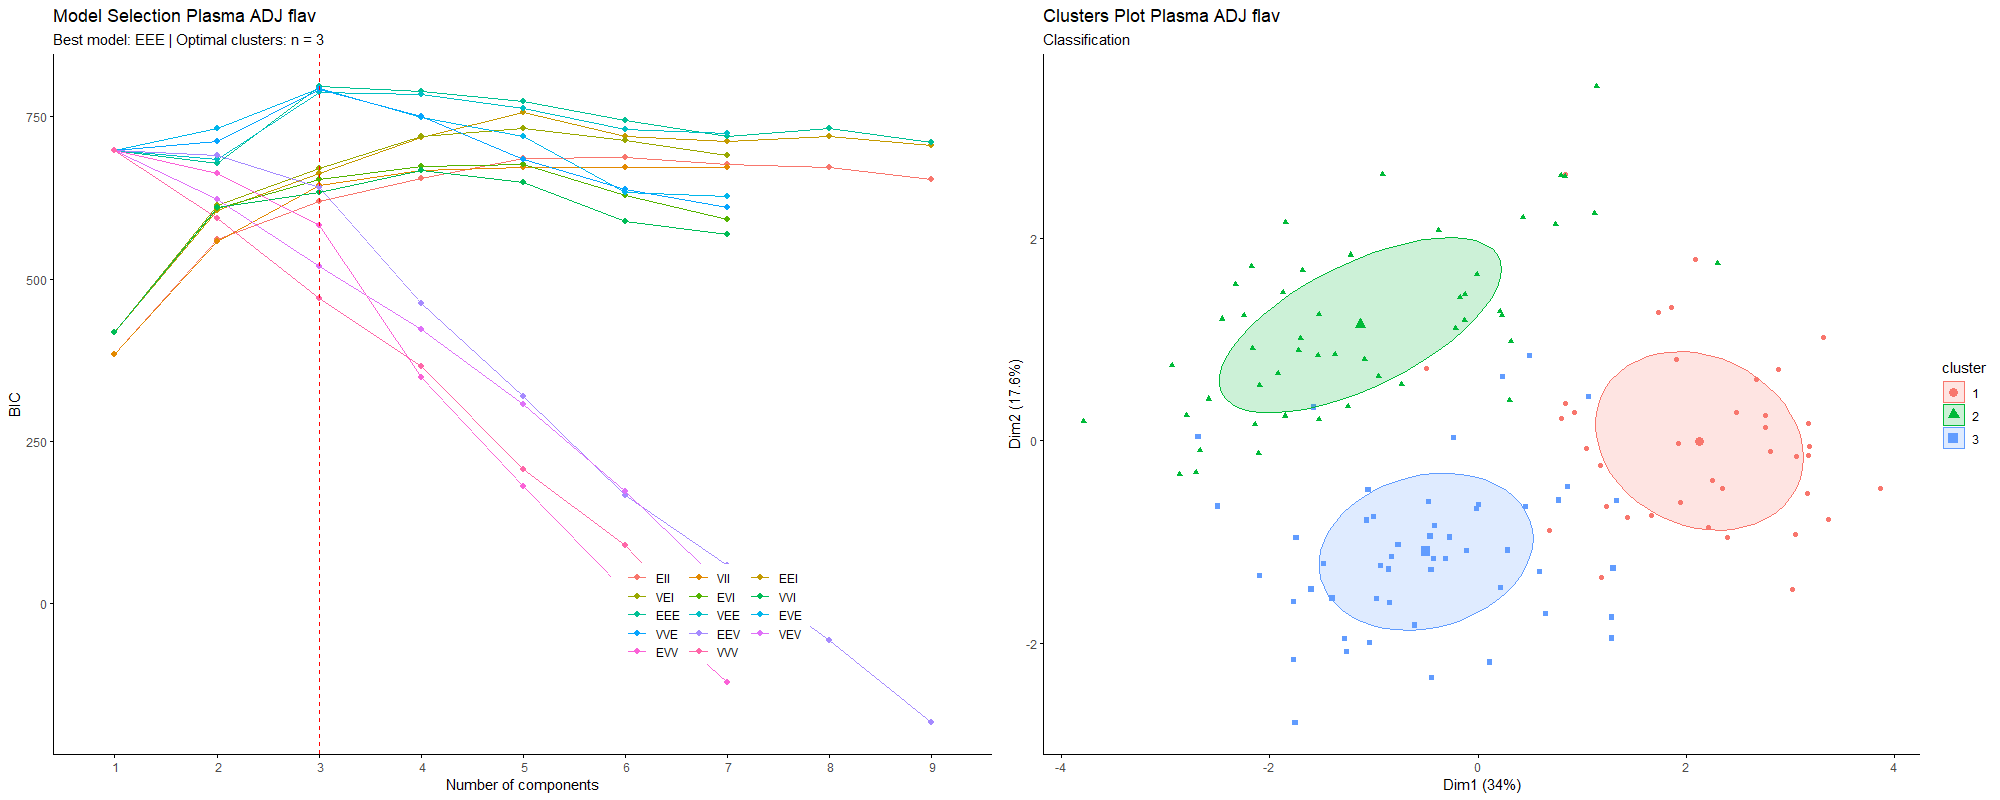 Model Selection Plasma ADJ flav
Best model: EEE | Optimal clusters: n = 3
BIC
750
500
250
0
1 2 3 4 5 6 7 8 9
Number of components
EII VII EEI
VEI EVI VVI
EEE VEE EVE
VVE EEV VEV
EVV VVV
Clusters Plot Plasma ADJ flav
Classification
Dim2 (17.6%)
2
0
-2
-4 -2 0 2 4
Dim1 (34%)
cluster
1
2
3